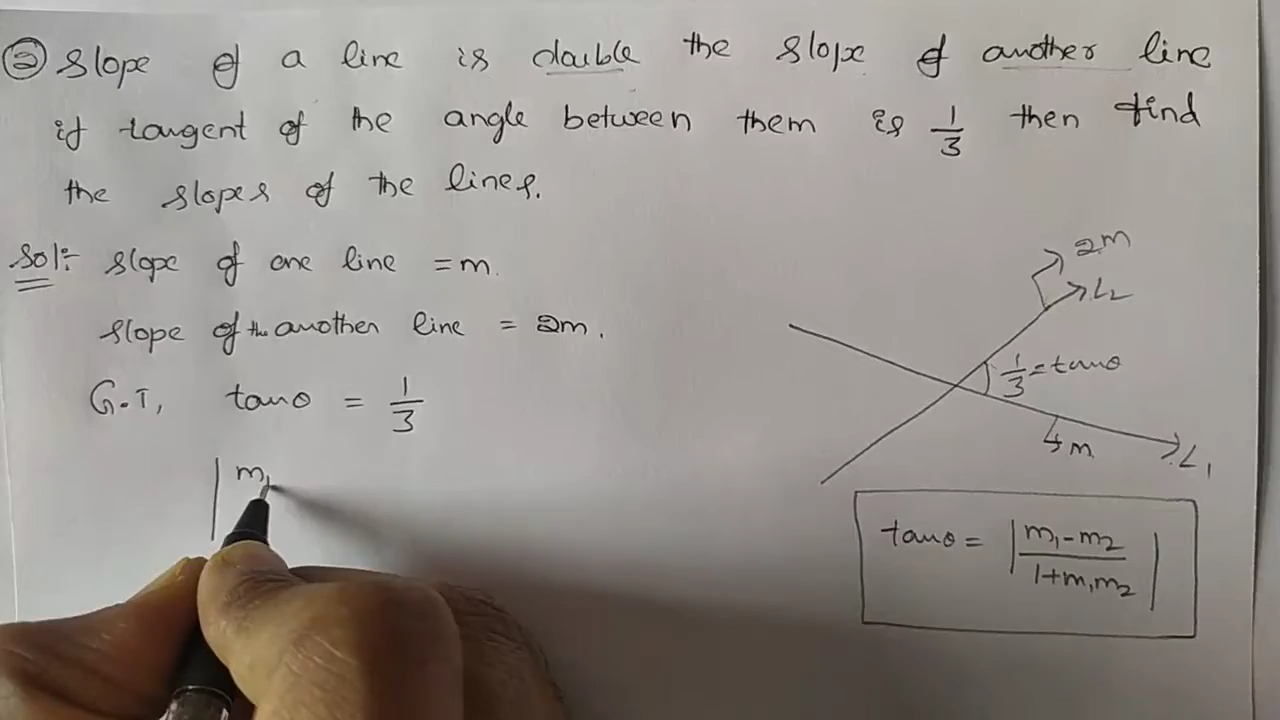 ② Slope of a line is double the slope of another line
if tangent of the angle between them is 1/3 then find
the slopes of the lines.
Sol:- slope of one line = m.
slope of the another line = 2m.
G.T, tanθ = 1/3
| m1
2m
L2
1/3 = tanθ
m
L1
tanθ = | m1 - m2 / 1 + m1m2 |